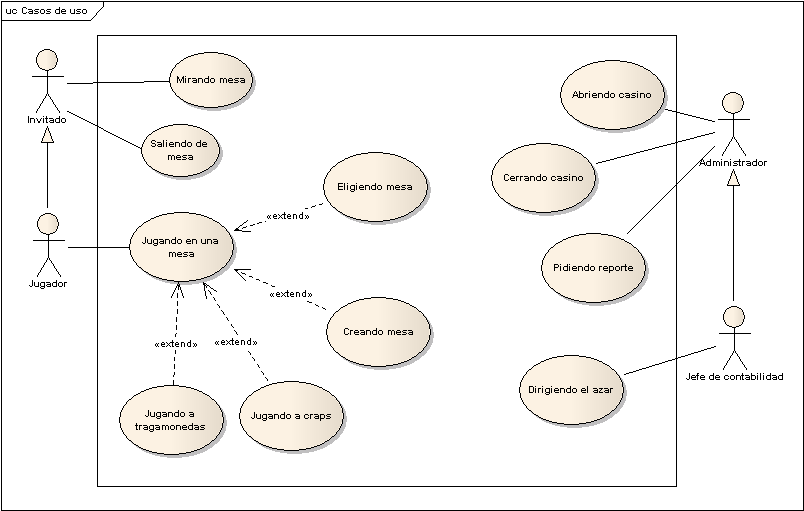 uc Casos de uso
Invitado
Mirando mesa
Saliendo de
mesa
Abriendo casino
Administrador
Cerrando casino
Eligiendo mesa
«extend»
Jugador
Jugando en una
mesa
Pidiendo reporte
«extend»
Creando mesa
«extend»
«extend»
Jefe de contabilidad
Dirigiendo el azar
Jugando a
tragamonedas
Jugando a craps